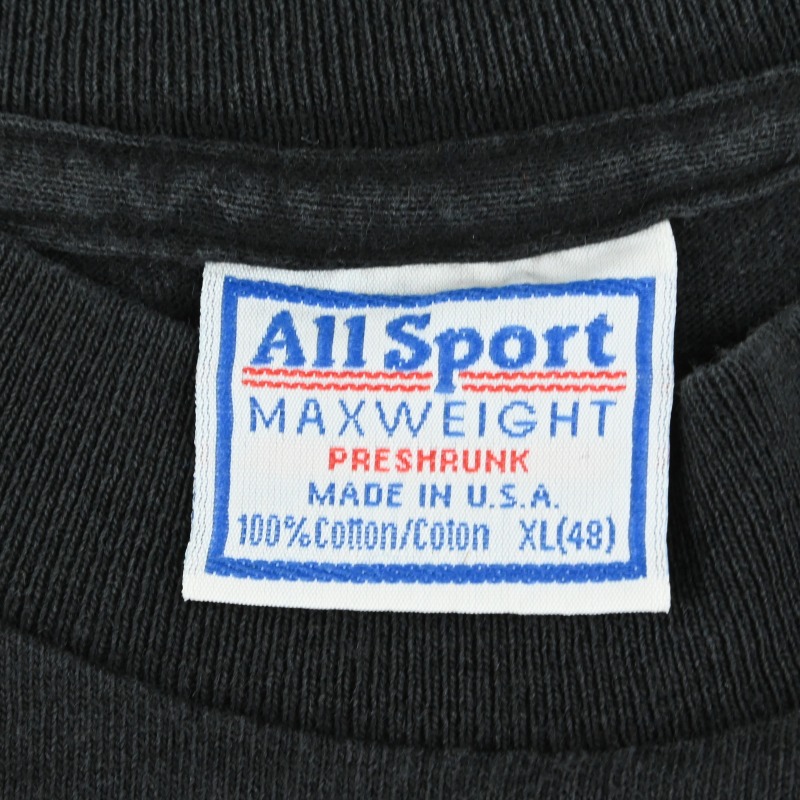 All Sport
MAXWEIGHT
PRESHRUNK
MADE IN U.S.A.
100% Cotton/Coton XL(48)